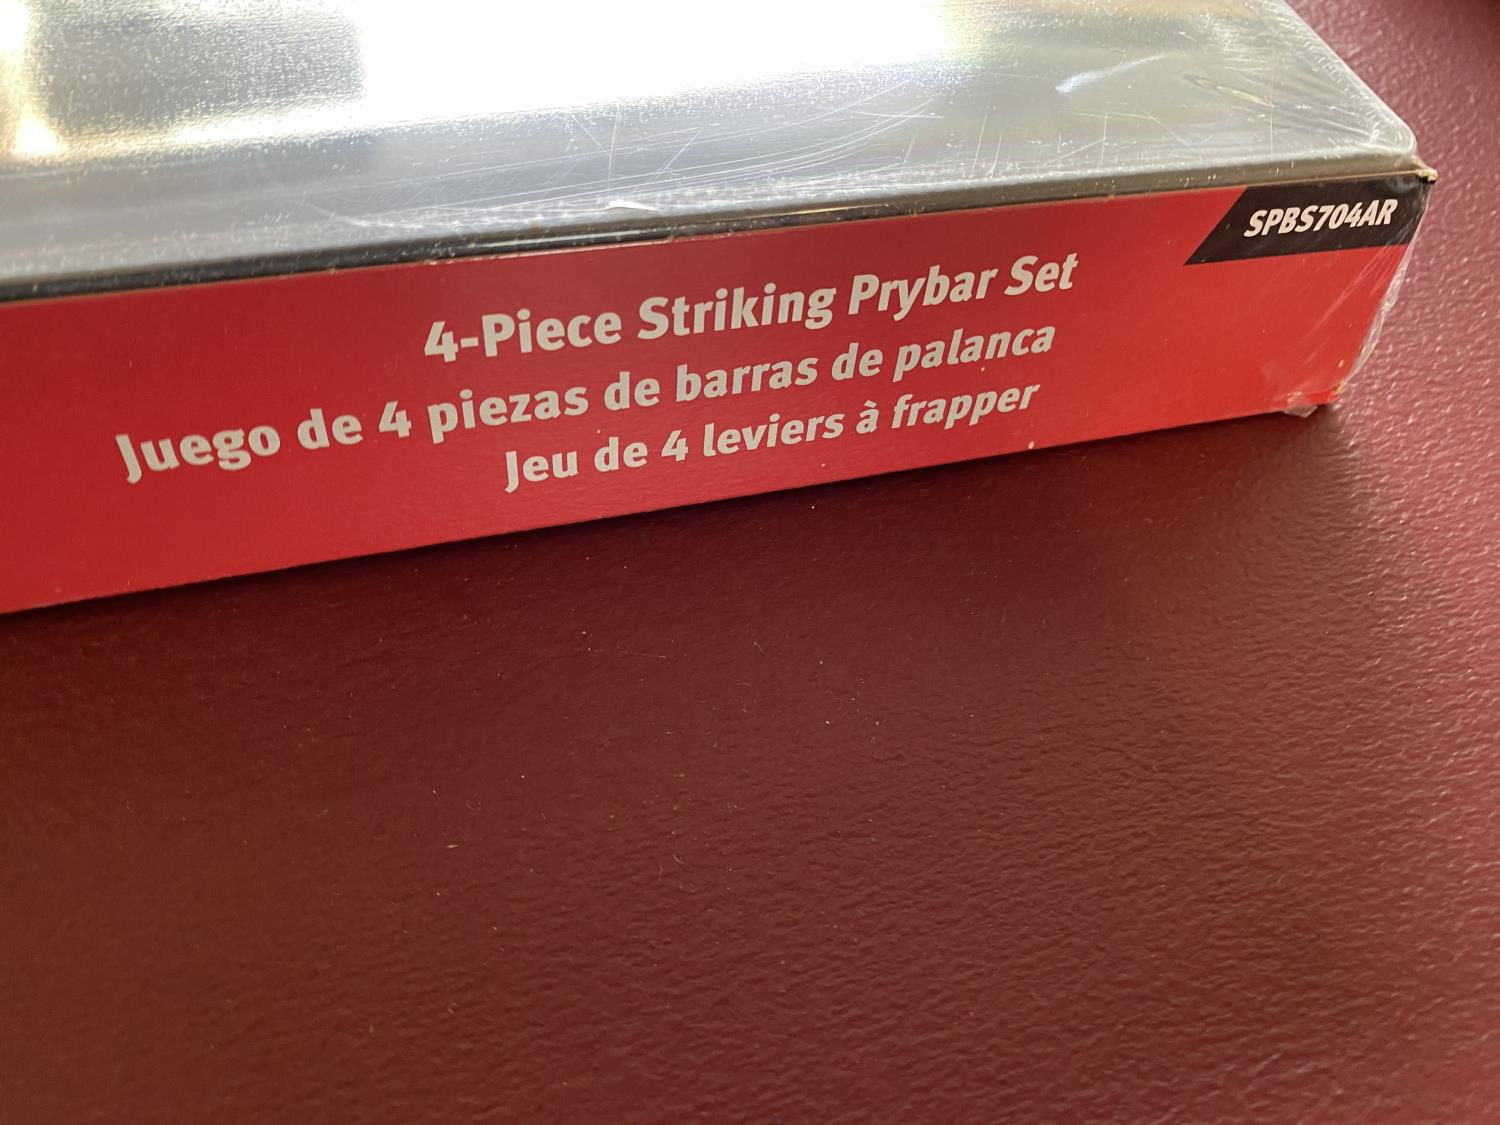 SPBS704AR
4-Piece Striking Prybar Set
Juego de 4 piezas de barras de palanca
Jeu de 4 leviers à frapper